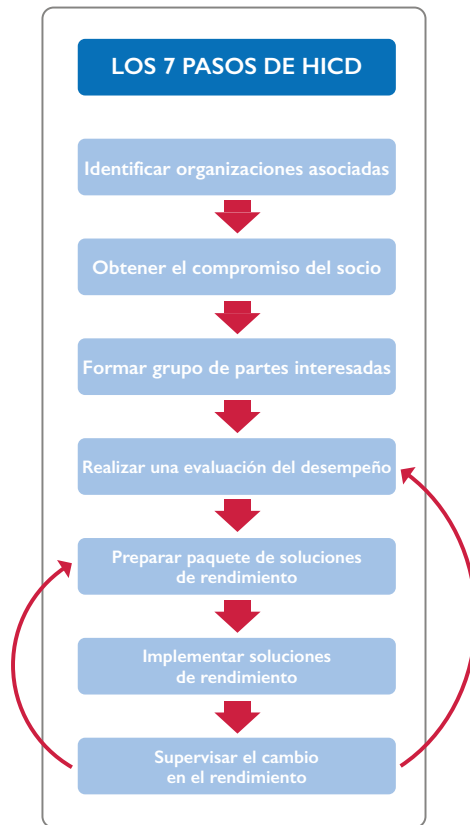 LOS 7 PASOS DE HICD
Identificar organizaciones asociadas
Obtener el compromiso del socio
Formar grupo de partes interesadas
Realizar una evaluación del desempeño
Preparar paquete de soluciones
de rendimiento
Implementar soluciones
de rendimiento
Supervisar el cambio
en el rendimiento